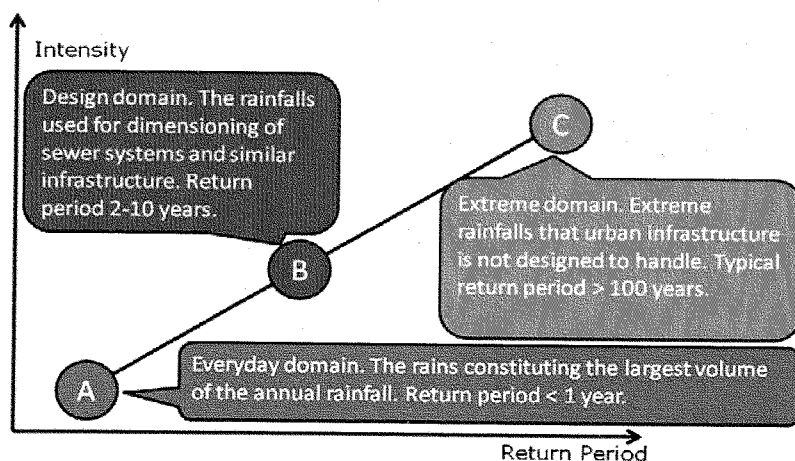 Intensity
Design domain. The rainfalls
used for dimensioning of
sewer systems and similar
infrastructure. Return
period 2-10 years.
C
Extreme domain. Extreme
rainfalls that urban infrastructure
is not designed to handle. Typical
return period > 100 years.
B
A
Everyday domain. The rains constituting the largest volume
of the annual rainfall. Return period < 1 year.
Return Period